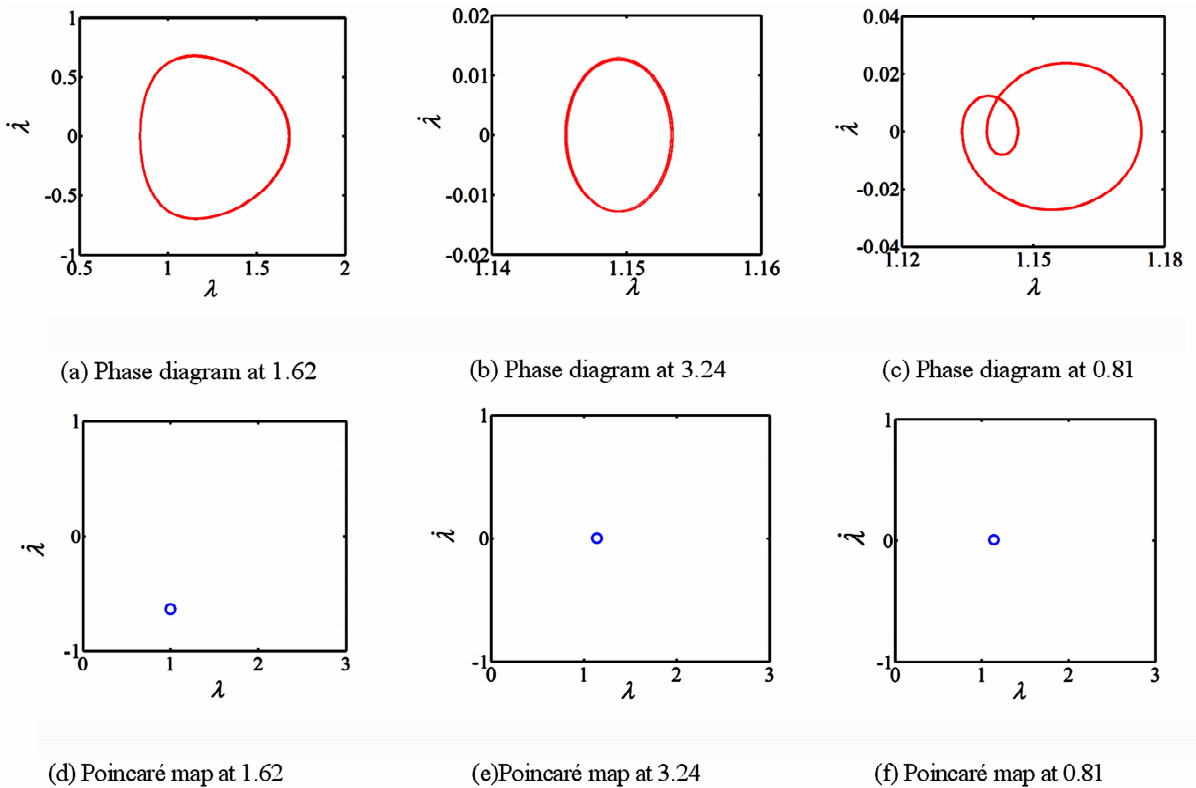 1
0.5
0
-0.5
-1
0.5 1 1.5 2
λ̇
λ
0.02
0.01
0
-0.01
-0.02
1.14 1.15 1.16
λ̇
λ
0.04
0.02
0
-0.02
-0.04
1.12 1.15 1.18
λ̇
λ
(a) Phase diagram at 1.62
(b) Phase diagram at 3.24
(c) Phase diagram at 0.81
1
0
-1
0 1 2 3
λ̇
λ
1
0
-1
0 1 2 3
λ̇
λ
1
0
-1
0 1 2 3
λ̇
λ
(d) Poincaré map at 1.62
(e)Poincaré map at 3.24
(f) Poincaré map at 0.81